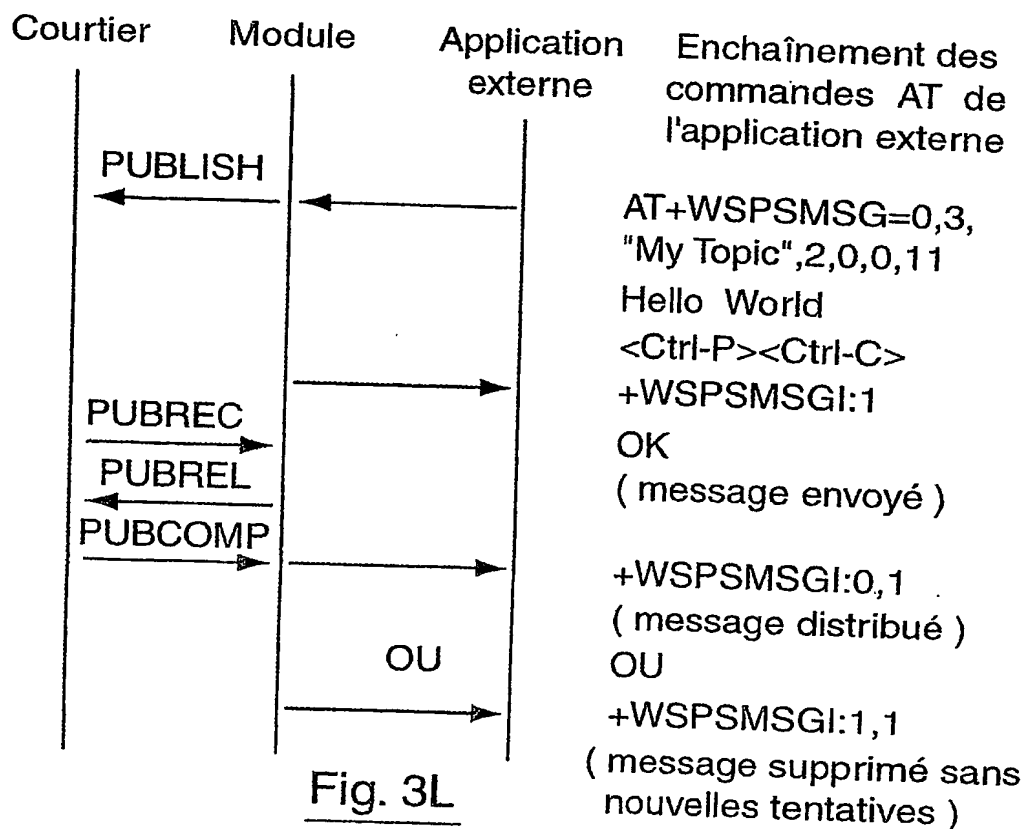 Courtier
Module
Application
externe
Enchaînement des
commandes AT de
l'application externe
PUBLISH
AT+WSPSMSG=0,3,
"My Topic",2,0,0,11
Hello World
<Ctrl-P><Ctrl-C>
+WSPSMSGI:1
PUBREC
OK
PUBREL
( message envoyé )
PUBCOMP
+WSPSMSGI:0,1
( message distribué )
OU
OU
+WSPSMSGI:1,1
( message supprimé sans
nouvelles tentatives )
Fig. 3L